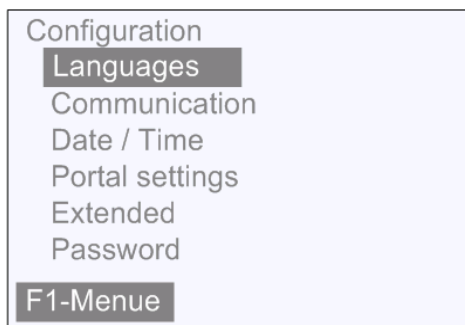 Configuration
Languages
Communication
Date / Time
Portal settings
Extended
Password
F1-Menue